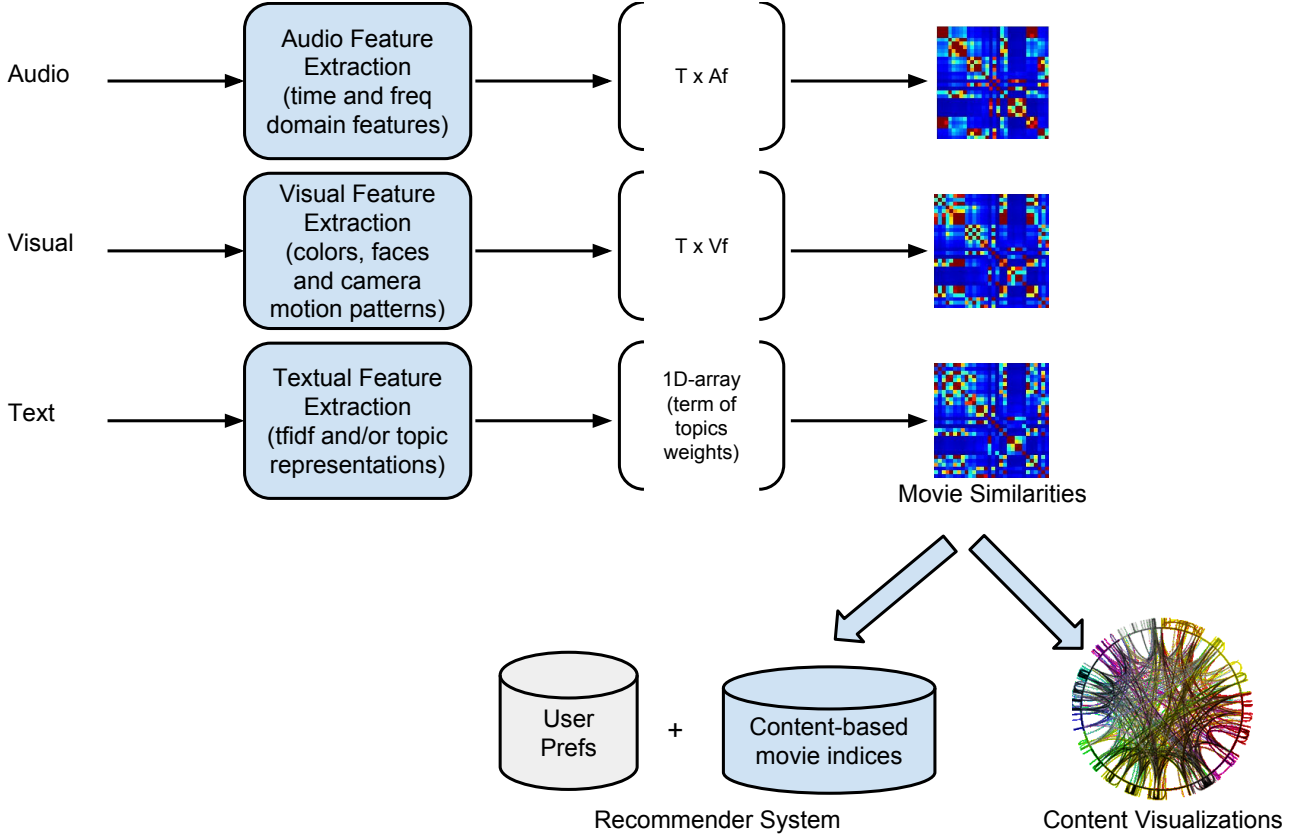 Audio
Audio Feature
Extraction
(time and freq
domain features)
T x Af
Visual
Visual Feature
Extraction
(colors, faces
and camera
motion patterns)
T x Vf
Text
Textual Feature
Extraction
(tfidf and/or topic
representations)
1D-array
(term of
topics
weights)
Movie Similarities
User
Prefs
+
Content-based
movie indices
Recommender System
Content Visualizations